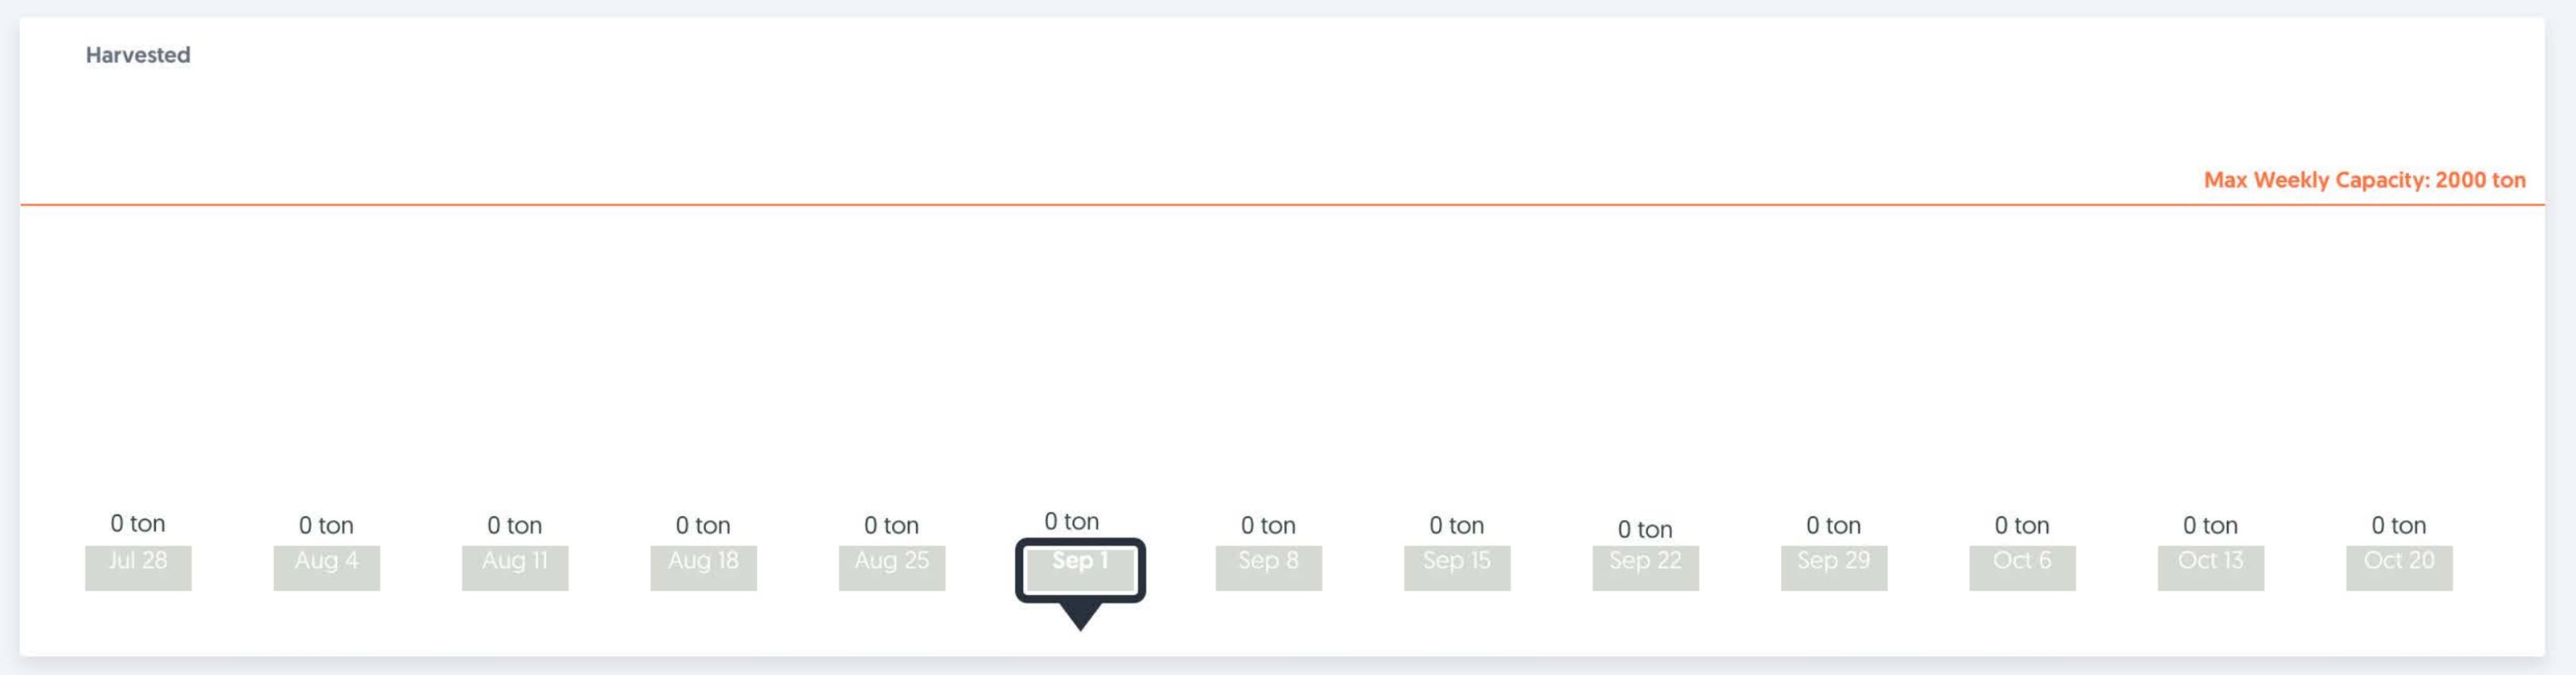 Harvested
Max Weekly Capacity: 2000 ton
0 ton 0 ton 0 ton 0 ton 0 ton 0 ton 0 ton 0 ton 0 ton 0 ton 0 ton 0 ton 0 ton
Jul 28 Aug 4 Aug 11 Aug 18 Aug 25 Sep 1 Sep 8 Sep 15 Sep 22 Sep 29 Oct 6 Oct 13 Oct 20